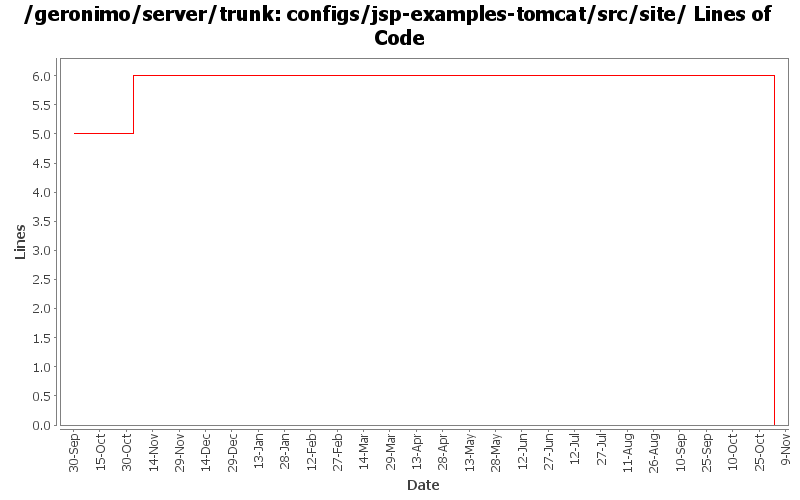 /geronimo/server/trunk: configs/jsp-examples-tomcat/src/site/ Lines of
Code
Lines
6.0
5.5
5.0
4.5
4.0
3.5
3.0
2.5
2.0
1.5
1.0
0.5
0.0
30-Sep
15-Oct
30-Oct
14-Nov
29-Nov
14-Dec
29-Dec
13-Jan
28-Jan
12-Feb
27-Feb
14-Mar
29-Mar
13-Apr
28-Apr
13-May
28-May
12-Jun
27-Jun
12-Jul
27-Jul
11-Aug
26-Aug
10-Sep
25-Sep
10-Oct
25-Oct
9-Nov
Date